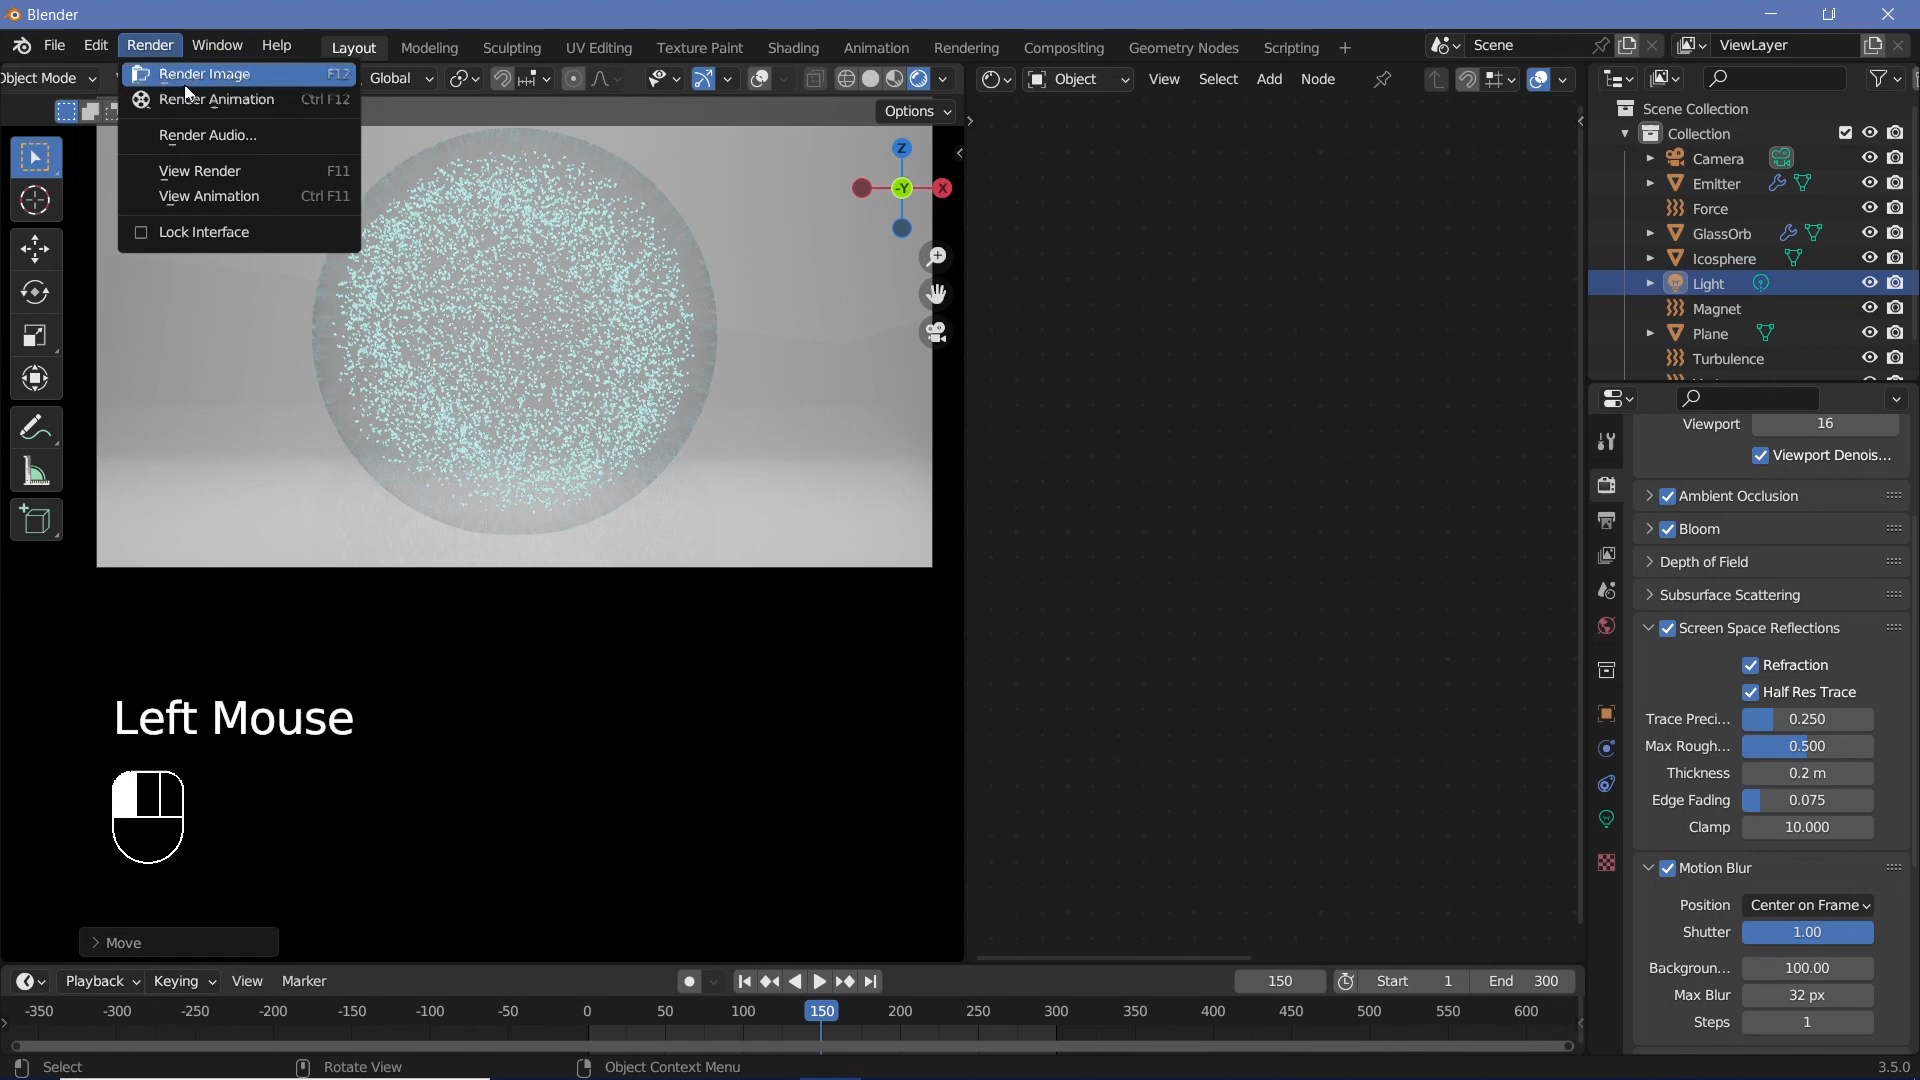 Blender
File Edit Render Window Help Layout Modeling Sculpting UV Editing Texture Paint Shading Animation Rendering Compositing Geometry Nodes Scripting + Scene ViewLayer
bject Mode Global Object View Select Add Node
Options
Render Image F12
Render Animation Ctrl F12
Render Audio...
View Render F11
View Animation Ctrl F11
Lock Interface
Z
-Y X
Scene Collection
Collection
Camera
Emitter
Force
GlassOrb
Icosphere
Light
Magnet
Plane
Turbulence
Viewport 16
Viewport Denois...
Ambient Occlusion
Bloom
Depth of Field
Subsurface Scattering
Screen Space Reflections
Refraction
Half Res Trace
Trace Preci... 0.250
Max Rough... 0.500
Thickness 0.2 m
Edge Fading 0.075
Clamp 10.000
Motion Blur
Position Center on Frame
Shutter 1.00
Backgroun... 100.00
Max Blur 32 px
Steps 1
Left Mouse
Move
Playback Keying View Marker 150 Start 1 End 300
-350 -300 -250 -200 -150 -100 -50 0 50 100 150 200 250 300 350 400 450 500 550 600
Select Rotate View Object Context Menu 3.5.0